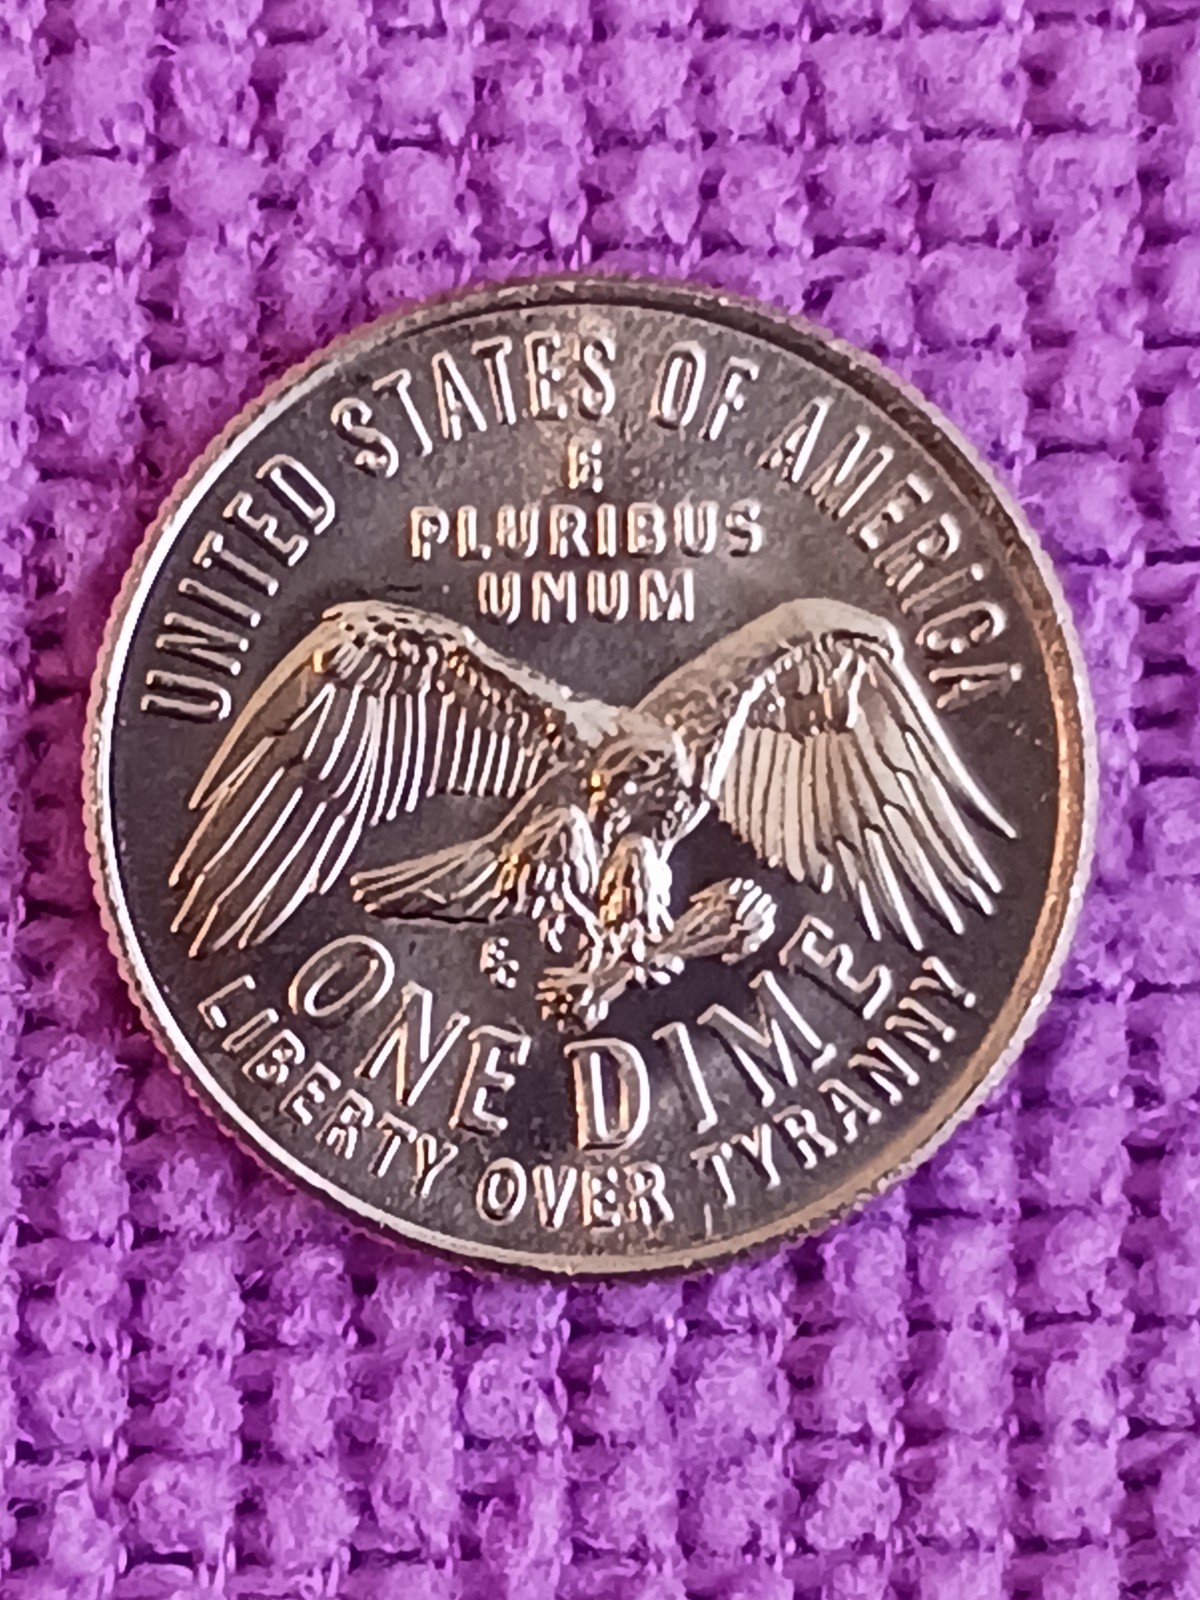 UNITED STATES OF AMERICA
E
PLURIBUS
UNUM
ONE DIME
LIBERTY OVER TYRANNY